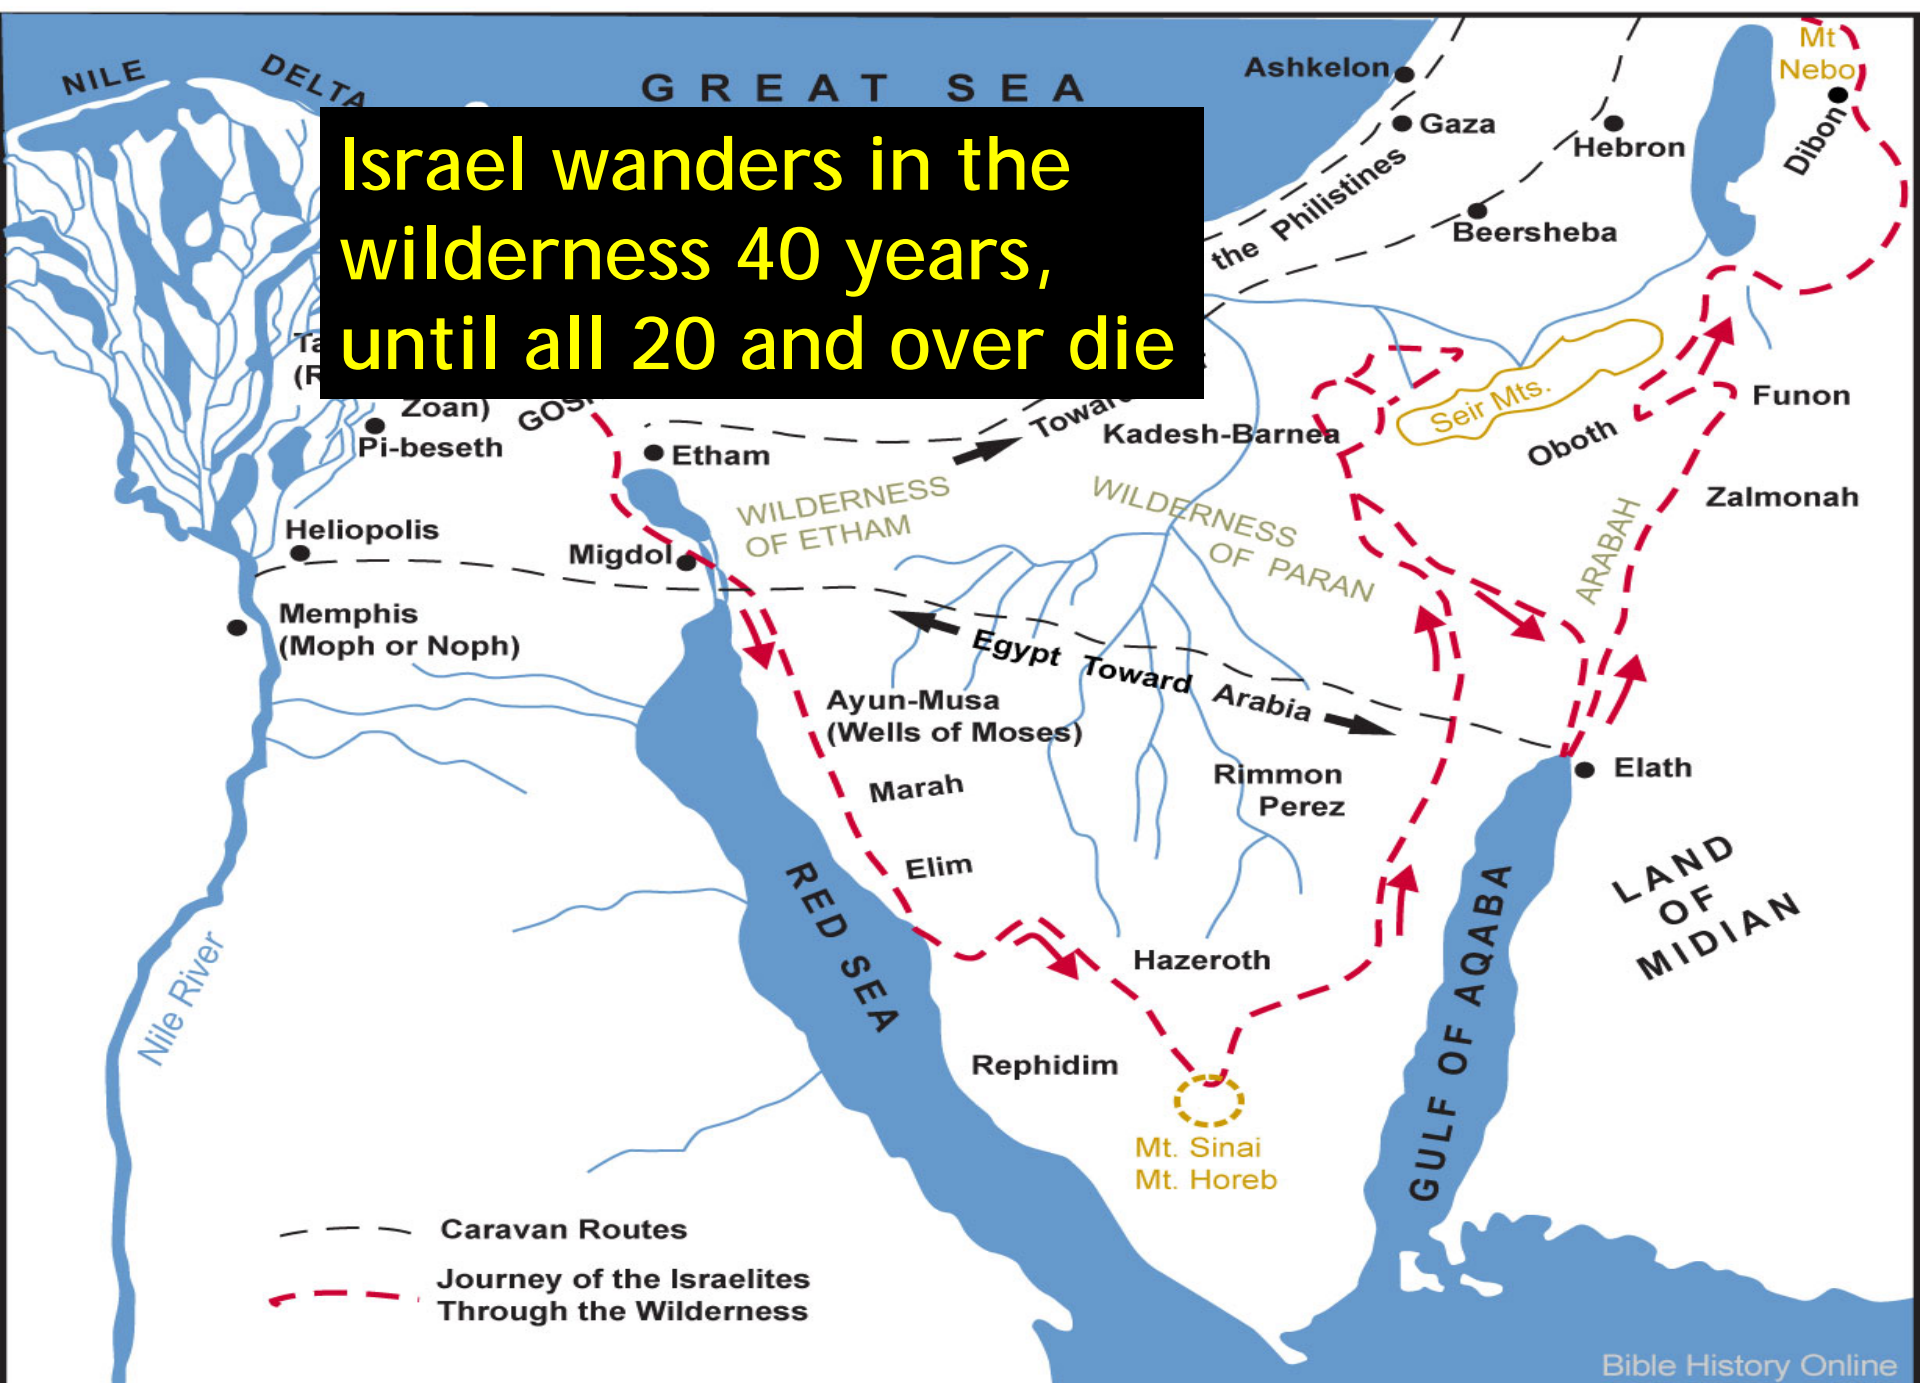 NILE DELTA
GREAT SEA
Israel wanders in the
wilderness 40 years,
until all 20 and over die
Ashkelon
Gaza
Hebron
Beersheba
the Philistines
Mt
Nebo
Dibon
Zoan)
Pi-beseth
Etham
Toward
Kadesh-Barnea
Seir Mts.
Oboth
Funon
Zalmonah
WILDERNESS
OF ETHAM
WILDERNESS
OF PARAN
ARABAH
Heliopolis
Migdol
Memphis
(Moph or Noph)
Egypt Toward Arabia
Ayun-Musa
(Wells of Moses)
Marah
Elim
Rimmon
Perez
Elath
LAND
OF
MIDIAN
RED SEA
Hazeroth
GULF OF AQABA
Nile River
Rephidim
Mt. Sinai
Mt. Horeb
Caravan Routes
Journey of the Israelites
Through the Wilderness
Bible History Online